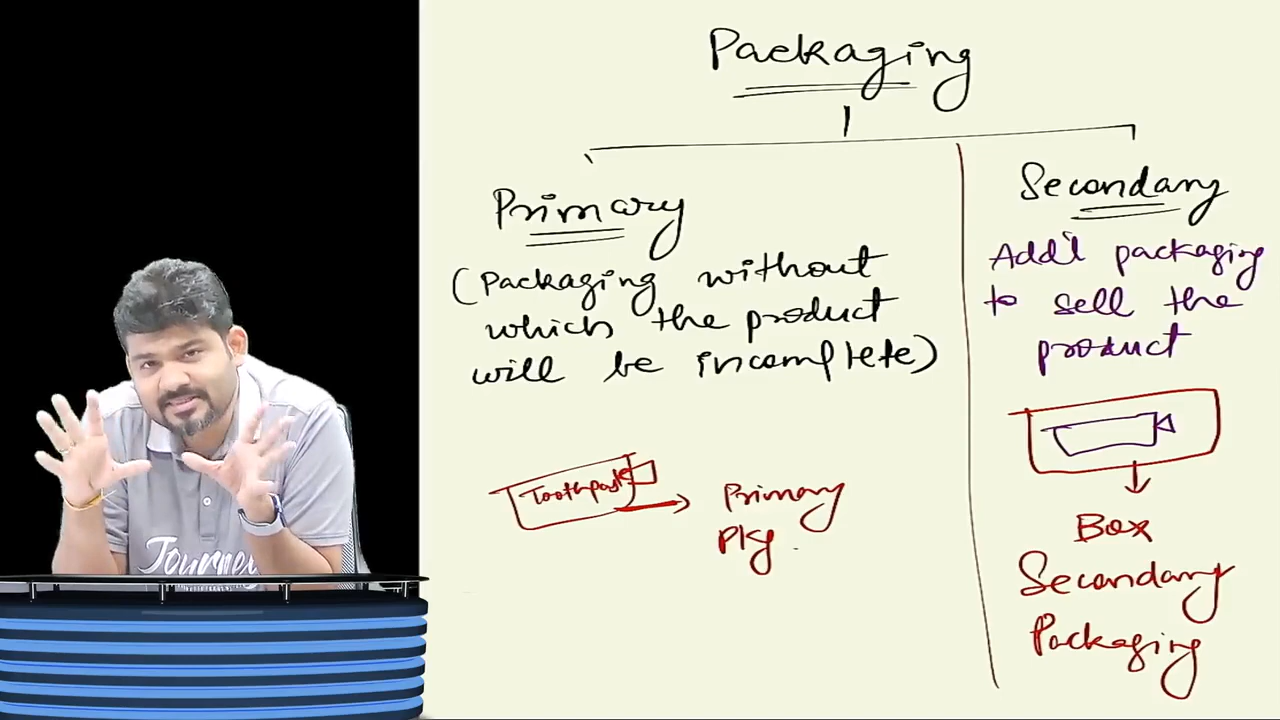 Packaging
Primary
(Packaging without
which the product
will be incomplete)
Toothpaste
Primary
Pkg.
Secondary
Add'l packaging
to sell the
product
Box
Secondary
Packaging
Journey